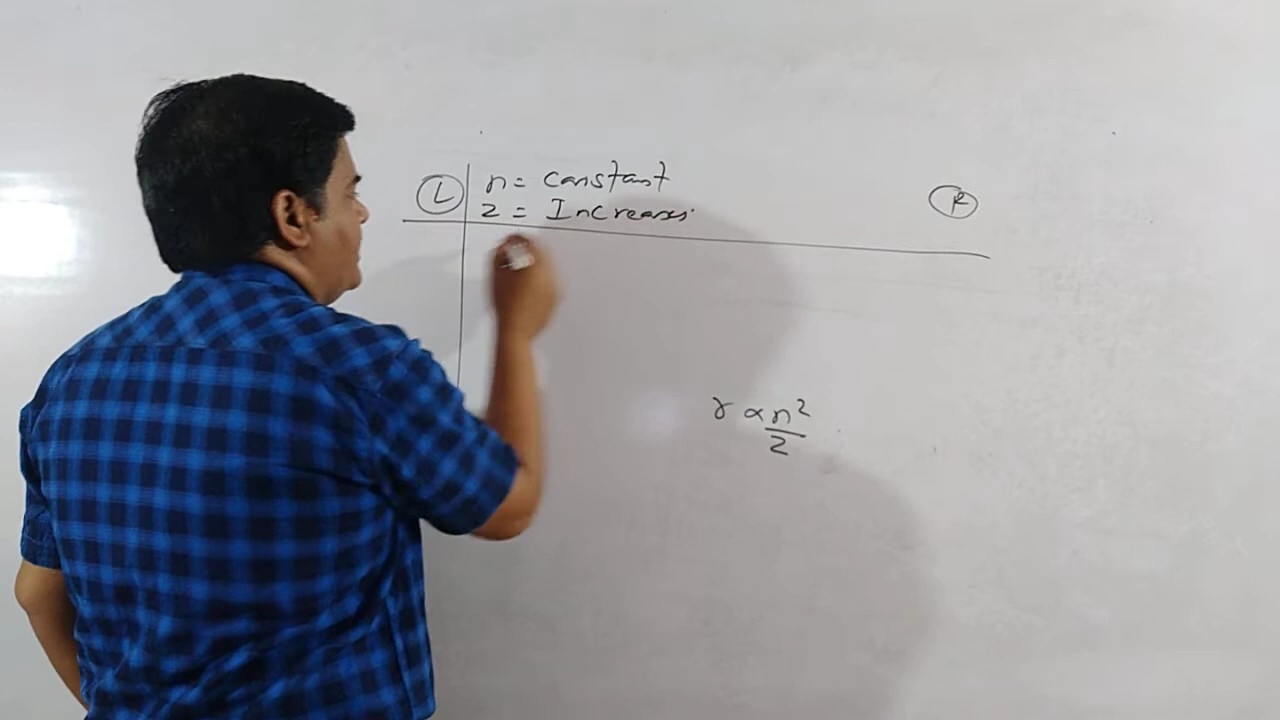 L n = constant R
z = Increases
r ∝ n²/z